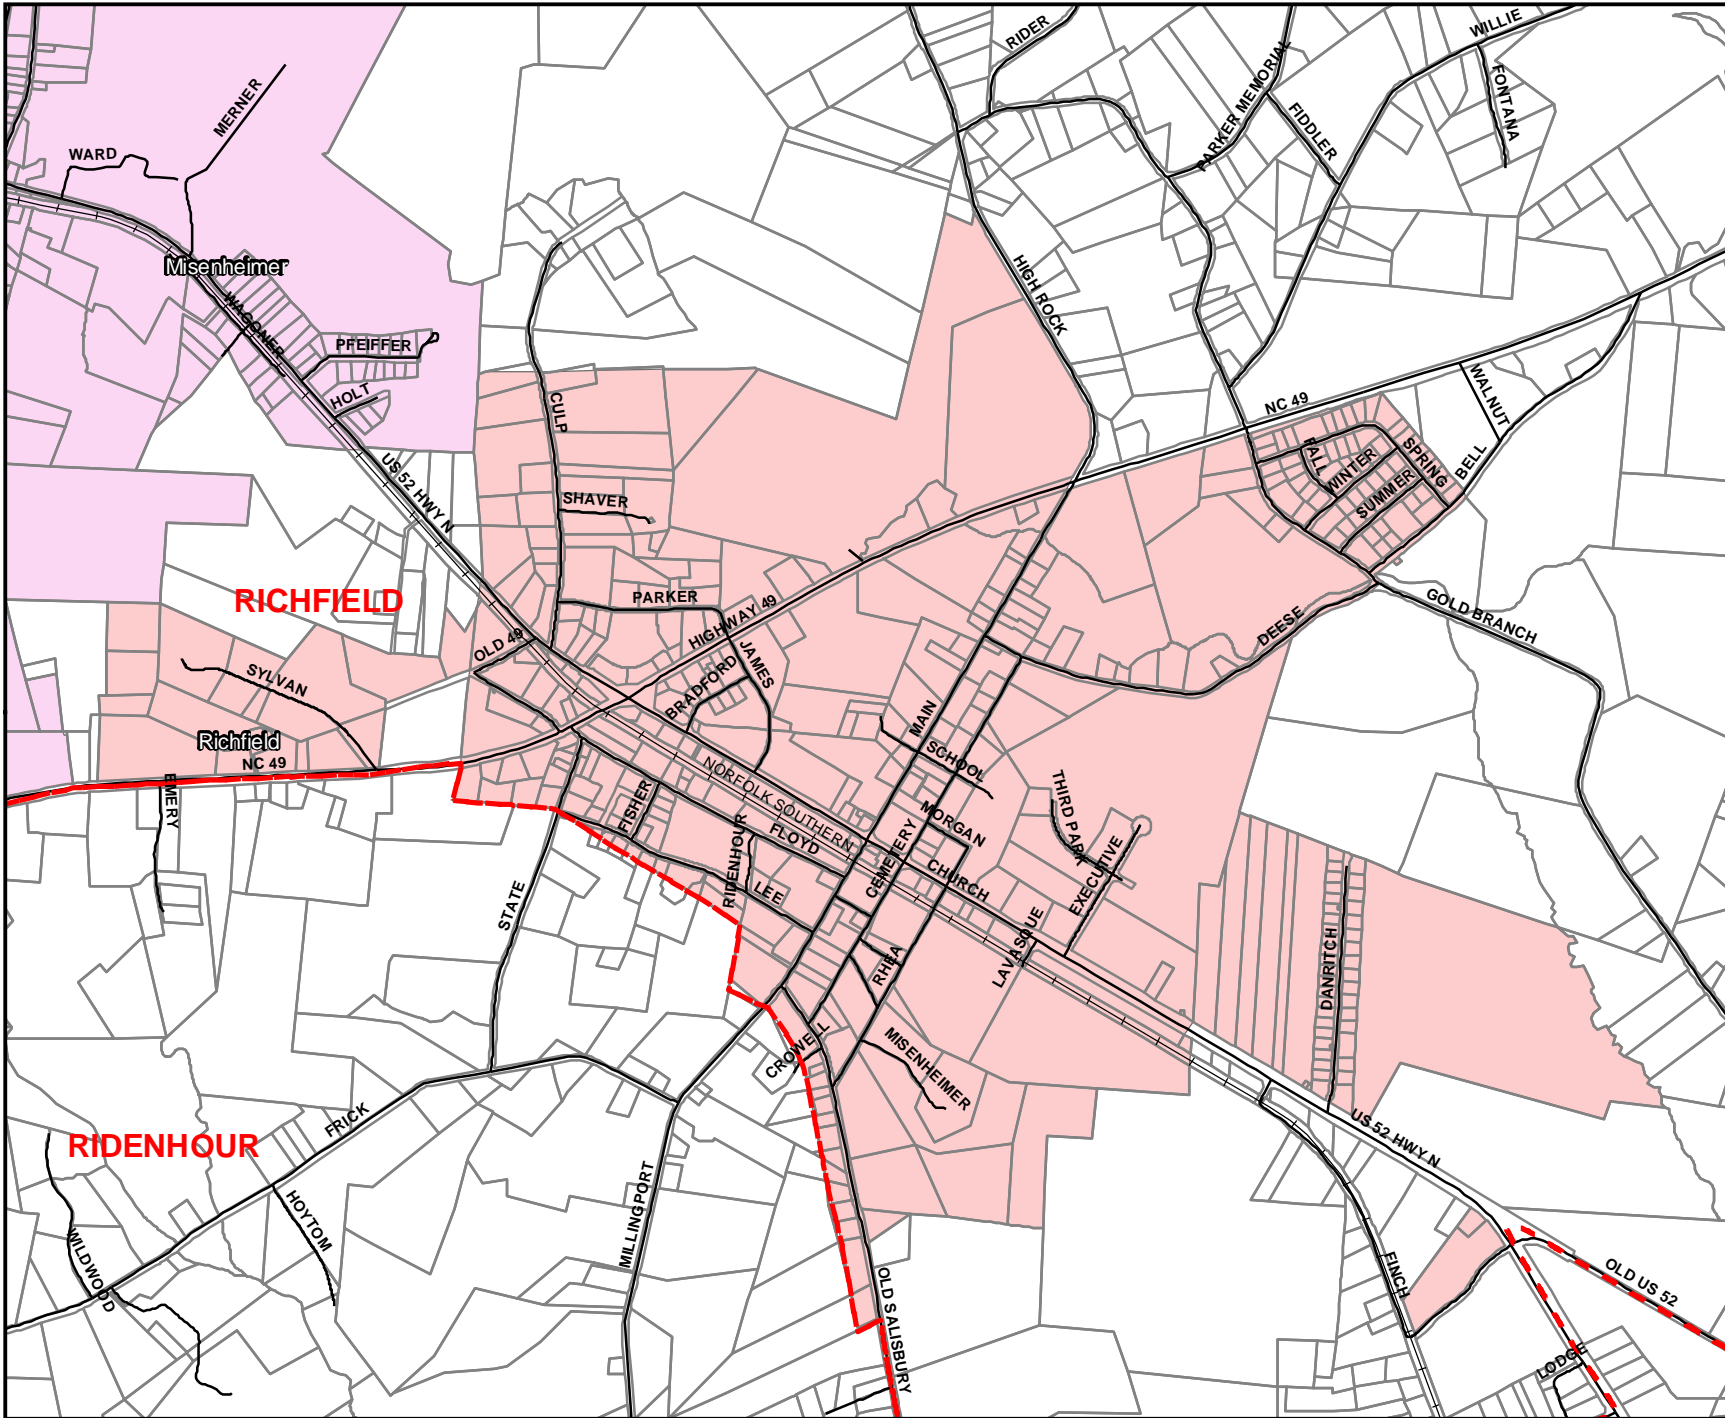 RIDER
WILLIE
PARKER MEMORIAL
FONTANA
MERNER
FIDDLER
WARD
Misenheimer
HIGH ROCK
WAGONER
PFEIFFER
HOLT
CULP
NC 49
WALNUT
US 52 HWY N
FALL
WINTER
SPRING
SUMMER
BELL
SHAVER
RICHFIELD
PARKER
HIGHWAY 49
GOLD BRANCH
DEESE
OLD 49
JAMES
BRADFORD
SYLVAN
MAIN
Richfield
NC 49
SCHOOL
EMERY
FISHER
NORFOLK SOUTHERN
THIRD PARK
MORGAN
FLOYD
RIDENHOUR
CEMETERY
EXECUTIVE
CHURCH
LEE
STATE
LAVASQUE
RHEA
DANRITCH
CROWELL
MISENHEIMER
FRICK
RIDENHOUR
US 52 HWY N
MILLINGPORT
HOYTOM
WILDWOOD
FINCH
OLD US 52
OLD SALISBURY
LODGE